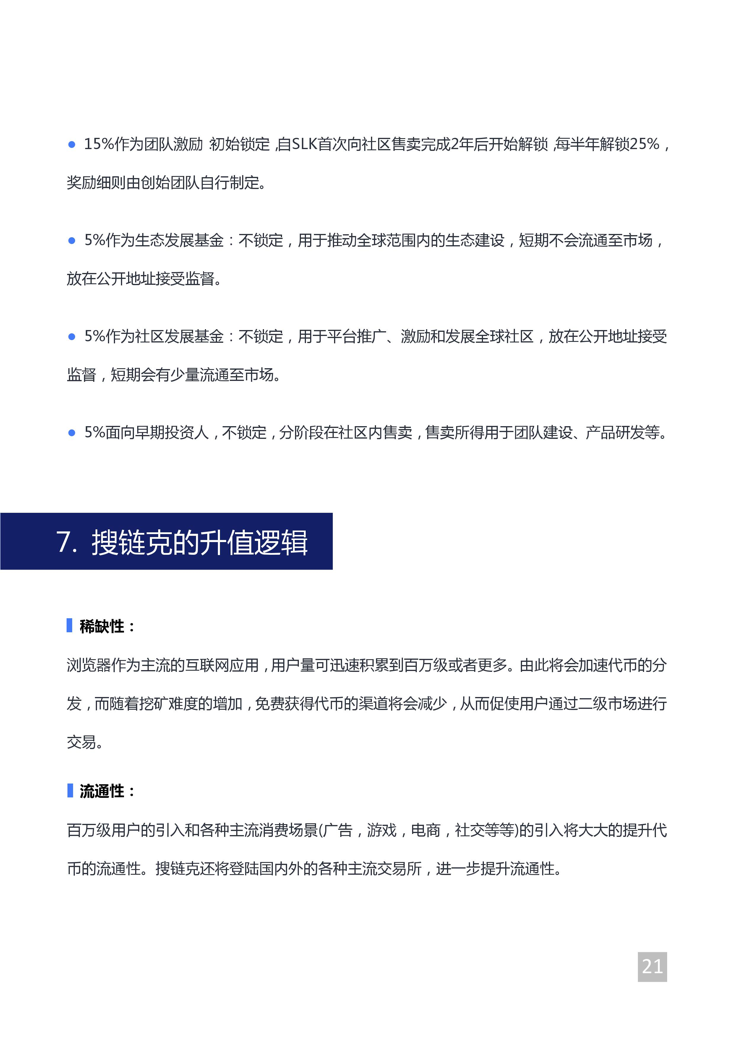 ● 15%作为团队激励：初始锁定，自SLK首次向社区售卖完成2年后开始解锁，每半年解锁25%，
奖励细则由创始团队自行制定。
● 5%作为生态发展基金：不锁定，用于推动全球范围内的生态建设，短期不会流通至市场，
放在公开地址接受监督。
● 5%作为社区发展基金：不锁定，用于平台推广、激励和发展全球社区，放在公开地址接受
监督，短期会有少量流通至市场。
● 5%面向早期投资人，不锁定，分阶段在社区内售卖，售卖所得用于团队建设、产品研发等。
7. 搜链克的升值逻辑
稀缺性：
浏览器作为主流的互联网应用，用户量可迅速积累到百万级或者更多。由此将会加速代币的分
发，而随着挖矿难度的增加，免费获得代币的渠道将会减少，从而促使用户通过二级市场进行
交易。
流通性：
百万级用户的引入和各种主流消费场景(广告，游戏，电商，社交等等)的引入将大大的提升代
币的流通性。搜链克还将登陆国内外的各种主流交易所，进一步提升流通性。
21